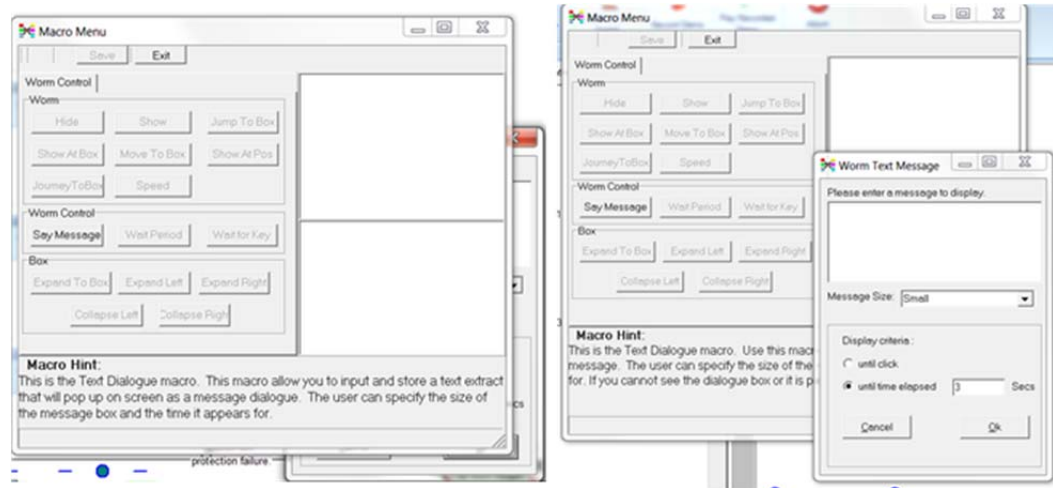 Macro Menu
Save Exit
Worm Control
Worm
Hide Show Jump To Box
Show At Box Move To Box Show At Pos
JourneyToBox Speed
Worm Control
Say Message Wait Period Wait for Key
Box
Expand To Box Expand Left Expand Right
Collapse Left Collapse Righ
Macro Hint:
This is the Text Dialogue macro. This macro allow you to input and store a text extract
that will pop up on screen as a message dialogue. The user can specify the size of
the message box and the time it appears for.
cs
protection failure.
Macro Menu
Save Exit
Worm Control
Worm
Hide Show Jump To Box
Show At Box Move To Box Show At Pos
JourneyToBox Speed
Worm Control
Say Message Wait Period Wait for Key
Box
Expand To Box Expand Left Expand Right
Collapse Left Collapse Right
Macro Hint:
This is the Text Dialogue macro. Use this macr
message. The user can specify the size of the
for. If you cannot see the dialogue box or it is p
Worm Text Message
Please enter a message to display.
Message Size: Small
Display criteria :
until click
until time elapsed 3 Secs
Cancel Ok